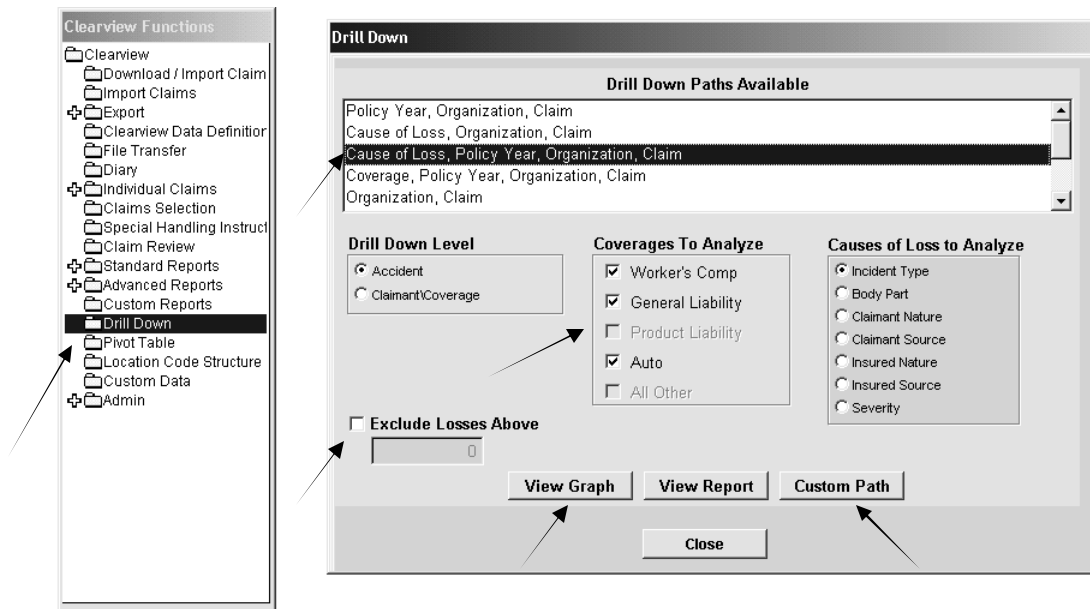 Clearview Functions
Clearview
Download / Import Claim
Import Claims
Export
Clearview Data Definition
File Transfer
Diary
Individual Claims
Claims Selection
Special Handling Instruct
Claim Review
Standard Reports
Advanced Reports
Custom Reports
Drill Down
Pivot Table
Location Code Structure
Custom Data
Admin
Drill Down
Drill Down Paths Available
Policy Year, Organization, Claim
Cause of Loss, Organization, Claim
Cause of Loss, Policy Year, Organization, Claim
Coverage, Policy Year, Organization, Claim
Organization, Claim
Drill Down Level
Accident
Claimant\Coverage
Coverages To Analyze
Worker's Comp
General Liability
Product Liability
Auto
All Other
Causes of Loss to Analyze
Incident Type
Body Part
Claimant Nature
Claimant Source
Insured Nature
Insured Source
Severity
Exclude Losses Above
0
View Graph View Report Custom Path
Close